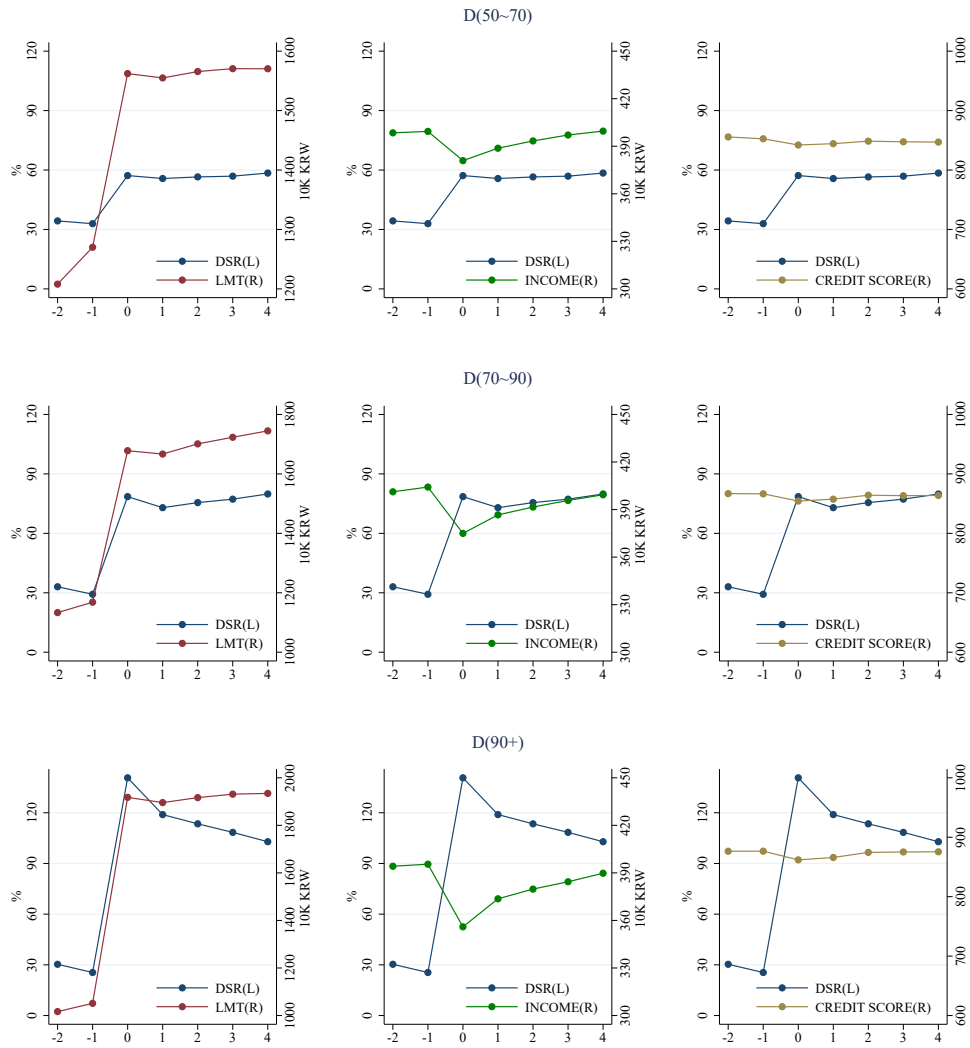 D(50~70)
120
90
60
30
0
%
1600
1500
1400
1300
1200
10K KRW
DSR(L)
LMT(R)
-2 -1 0 1 2 3 4
120
90
60
30
0
%
450
420
390
360
330
300
10K KRW
DSR(L)
INCOME(R)
-2 -1 0 1 2 3 4
120
90
60
30
0
%
1000
900
800
700
600
DSR(L)
CREDIT SCORE(R)
-2 -1 0 1 2 3 4
D(70~90)
120
90
60
30
0
%
1800
1600
1400
1200
1000
10K KRW
DSR(L)
LMT(R)
-2 -1 0 1 2 3 4
120
90
60
30
0
%
450
420
390
360
330
300
10K KRW
DSR(L)
INCOME(R)
-2 -1 0 1 2 3 4
120
90
60
30
0
%
1000
900
800
700
600
DSR(L)
CREDIT SCORE(R)
-2 -1 0 1 2 3 4
D(90+)
120
90
60
30
0
%
2000
1800
1600
1400
1200
1000
10K KRW
DSR(L)
LMT(R)
-2 -1 0 1 2 3 4
120
90
60
30
0
%
450
420
390
360
330
300
10K KRW
DSR(L)
INCOME(R)
-2 -1 0 1 2 3 4
120
90
60
30
0
%
1000
900
800
700
600
DSR(L)
CREDIT SCORE(R)
-2 -1 0 1 2 3 4